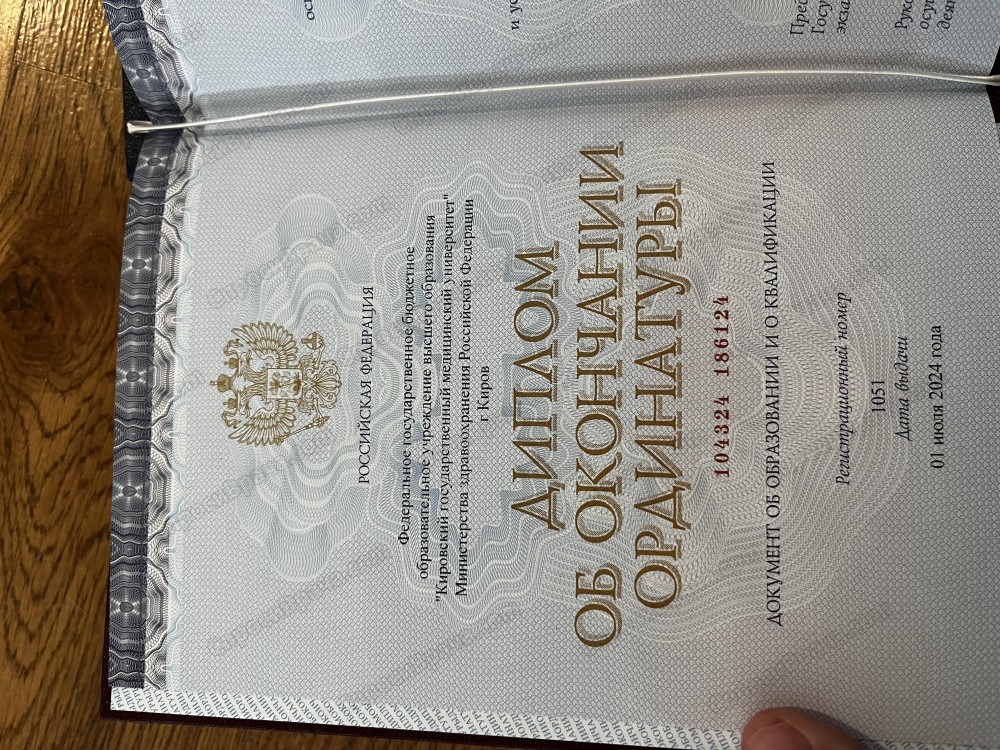 РОССИЙСКАЯ ФЕДЕРАЦИЯ
Федеральное государственное бюджетное
образовательное учреждение высшего образования
"Кировский государственный медицинский университет"
Министерства здравоохранения Российской Федерации
г Киров
ДИПЛОМ
ОБ ОКОНЧАНИИ
ОРДИНАТУРЫ
104324 186124
ДОКУМЕНТ ОБ ОБРАЗОВАНИИ И О КВАЛИФИКАЦИИ
Регистрационный номер
1051
Дата выдачи
01 июля 2024 года